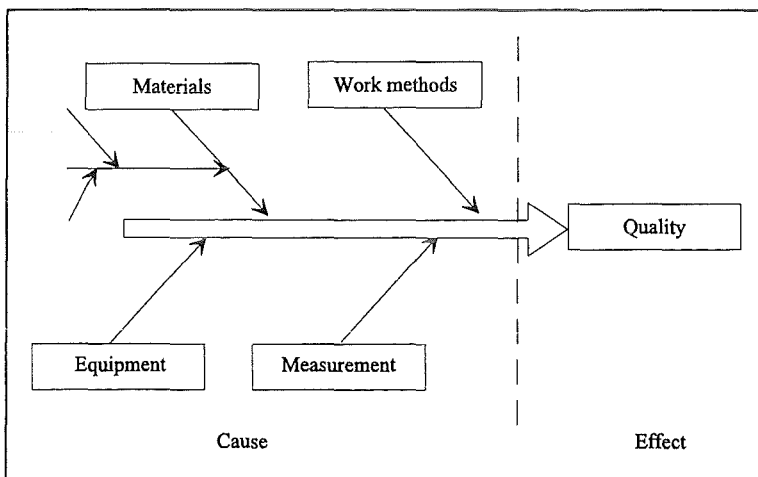 Materials
Work methods
Quality
Equipment
Measurement
Cause
Effect